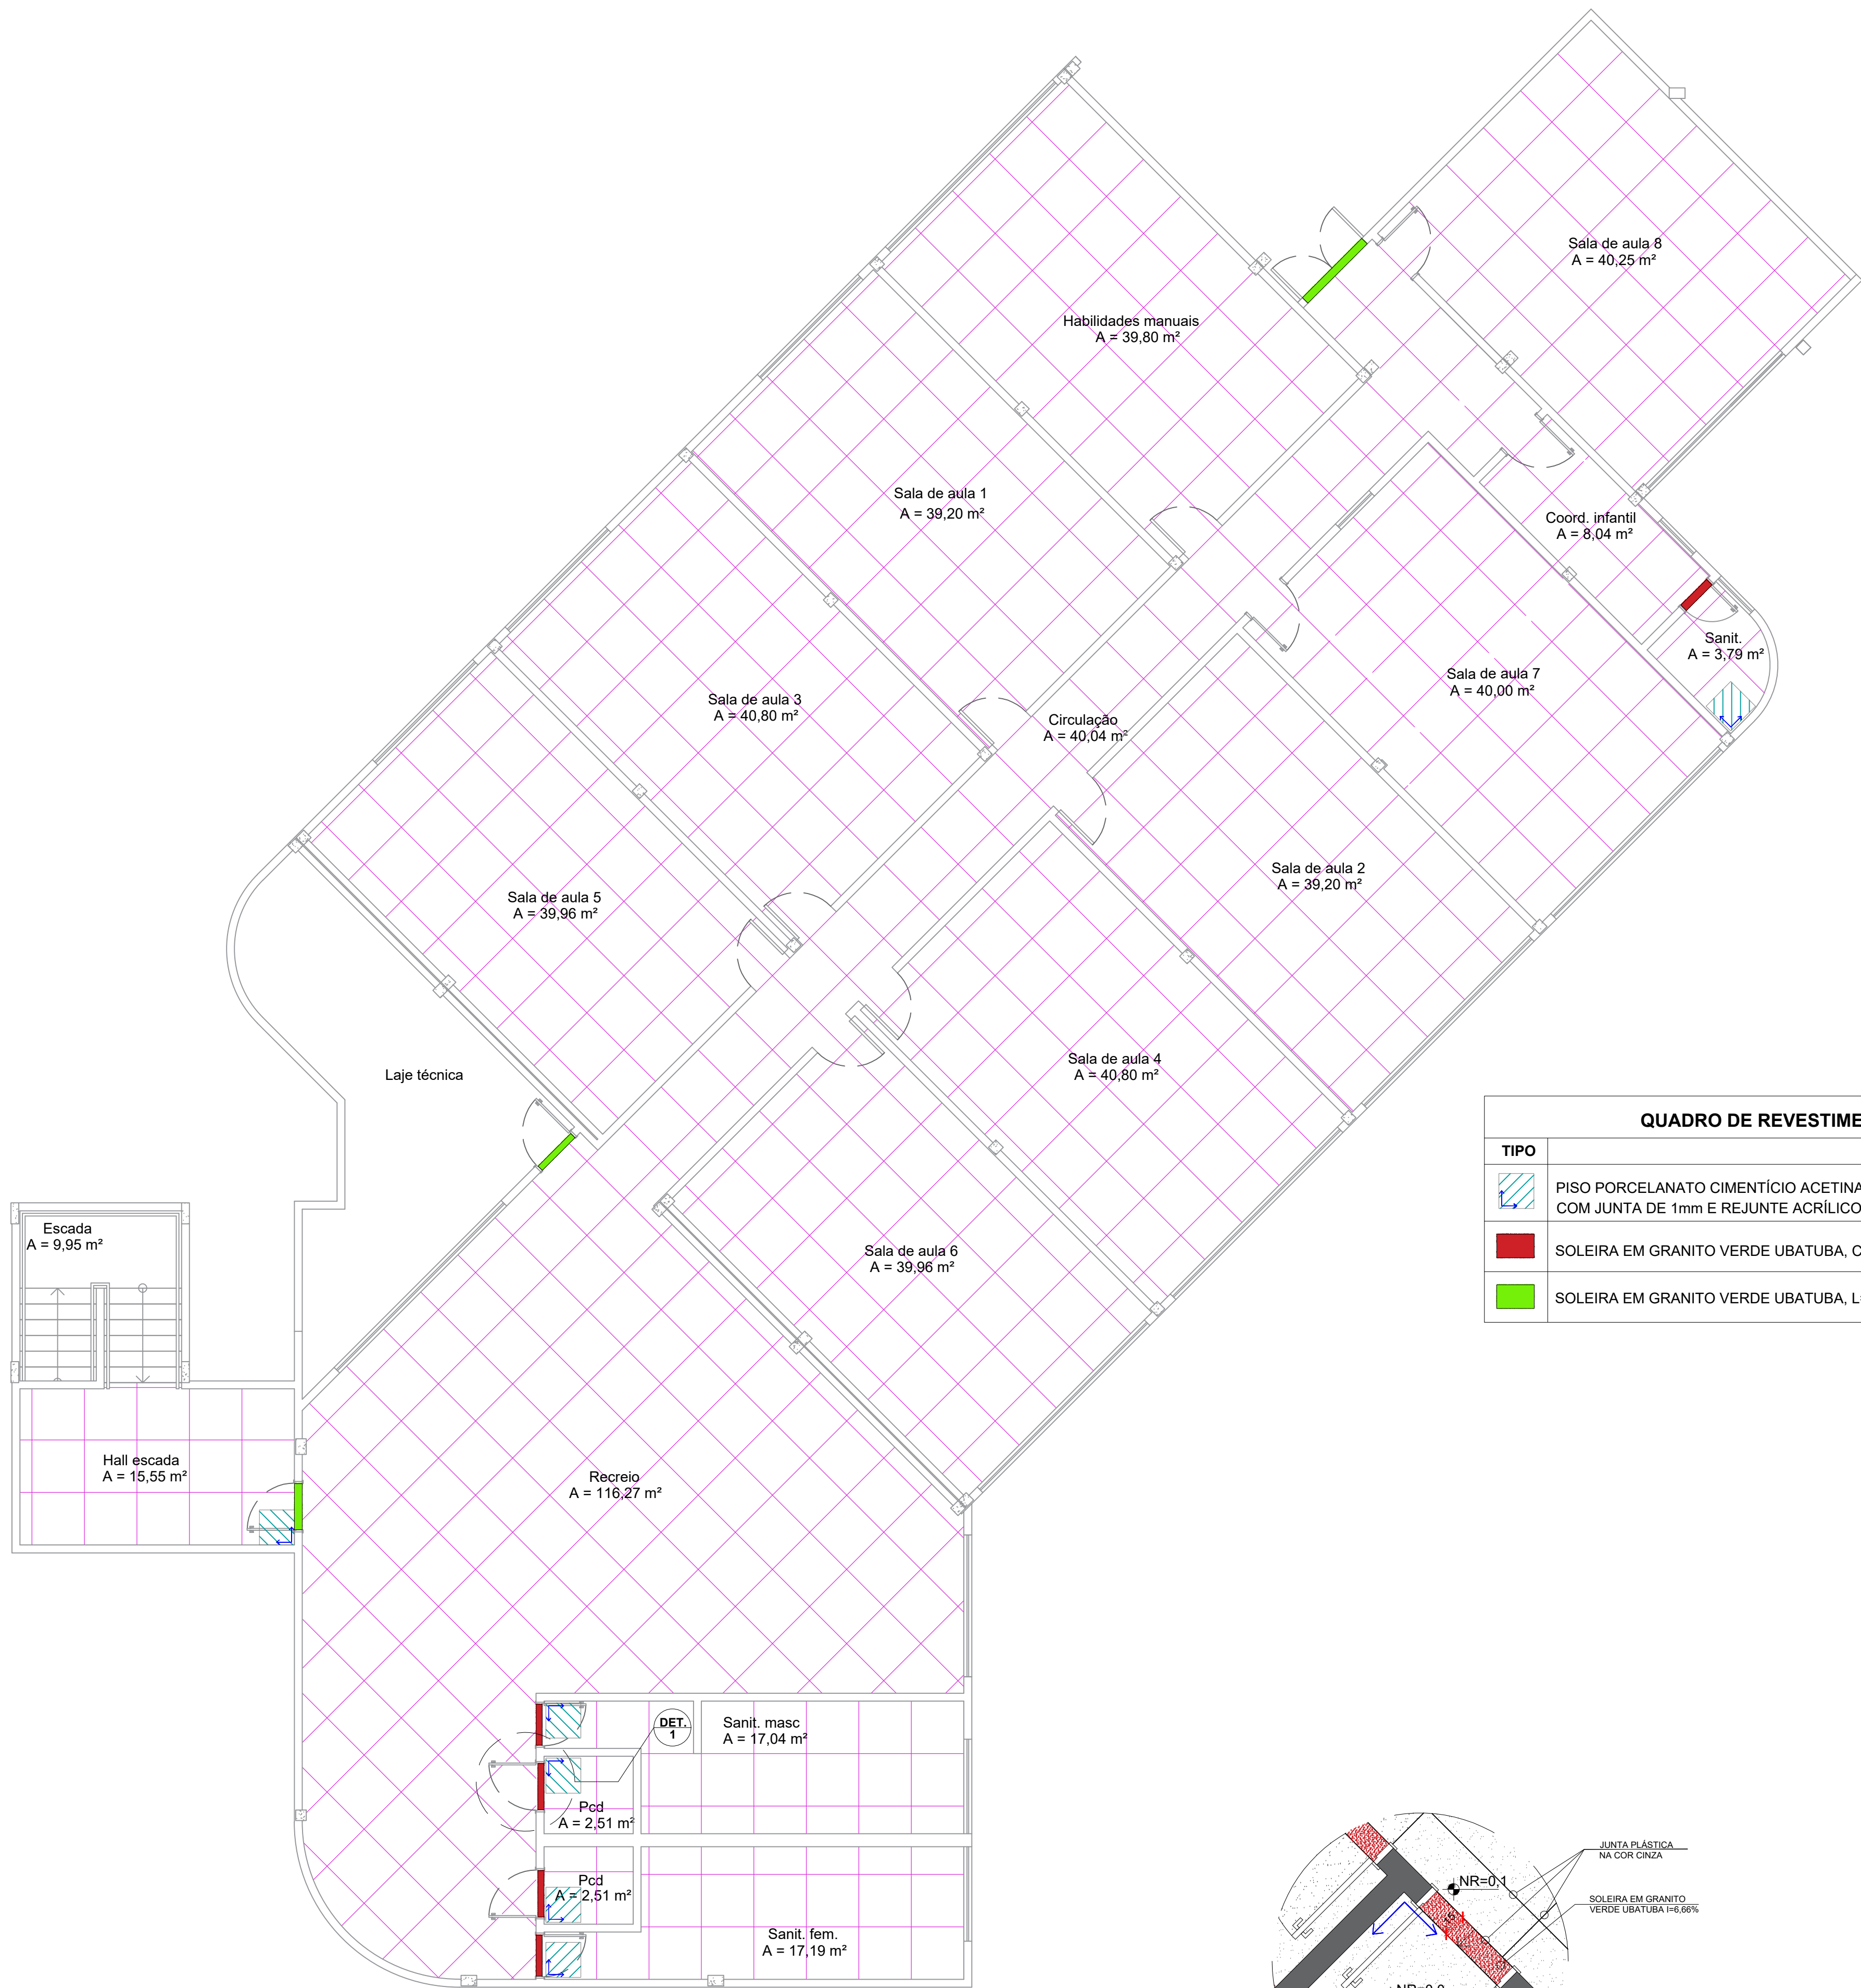 Sala de aula 8
A = 40,25 m²
Habilidades manuais
A = 39,80 m²
Sala de aula 1
A = 39,20 m²
Coord. infantil
A = 8,04 m²
Sanit.
A = 3,79 m²
Sala de aula 7
A = 40,00 m²
Sala de aula 3
A = 40,80 m²
Circulação
A = 40,04 m²
Sala de aula 2
A = 39,20 m²
Sala de aula 5
A = 39,96 m²
Sala de aula 4
A = 40,80 m²
Laje técnica
Sala de aula 6
A = 39,96 m²
Escada
A = 9,95 m²
Hall escada
A = 15,55 m²
Recreio
A = 116,27 m²
DET.
1
Sanit. masc
A = 17,04 m²
Pcd
A = 2,51 m²
Pcd
A = 2,51 m²
Sanit. fem.
A = 17,19 m²
QUADRO DE REVESTIME
TIPO
PISO PORCELANATO CIMENTÍCIO ACETINA
COM JUNTA DE 1mm E REJUNTE ACRÍLICO
SOLEIRA EM GRANITO VERDE UBATUBA, C
SOLEIRA EM GRANITO VERDE UBATUBA, L=
JUNTA PLÁSTICA
NA COR CINZA
NR=0,1
SOLEIRA EM GRANITO
VERDE UBATUBA I=6,66%